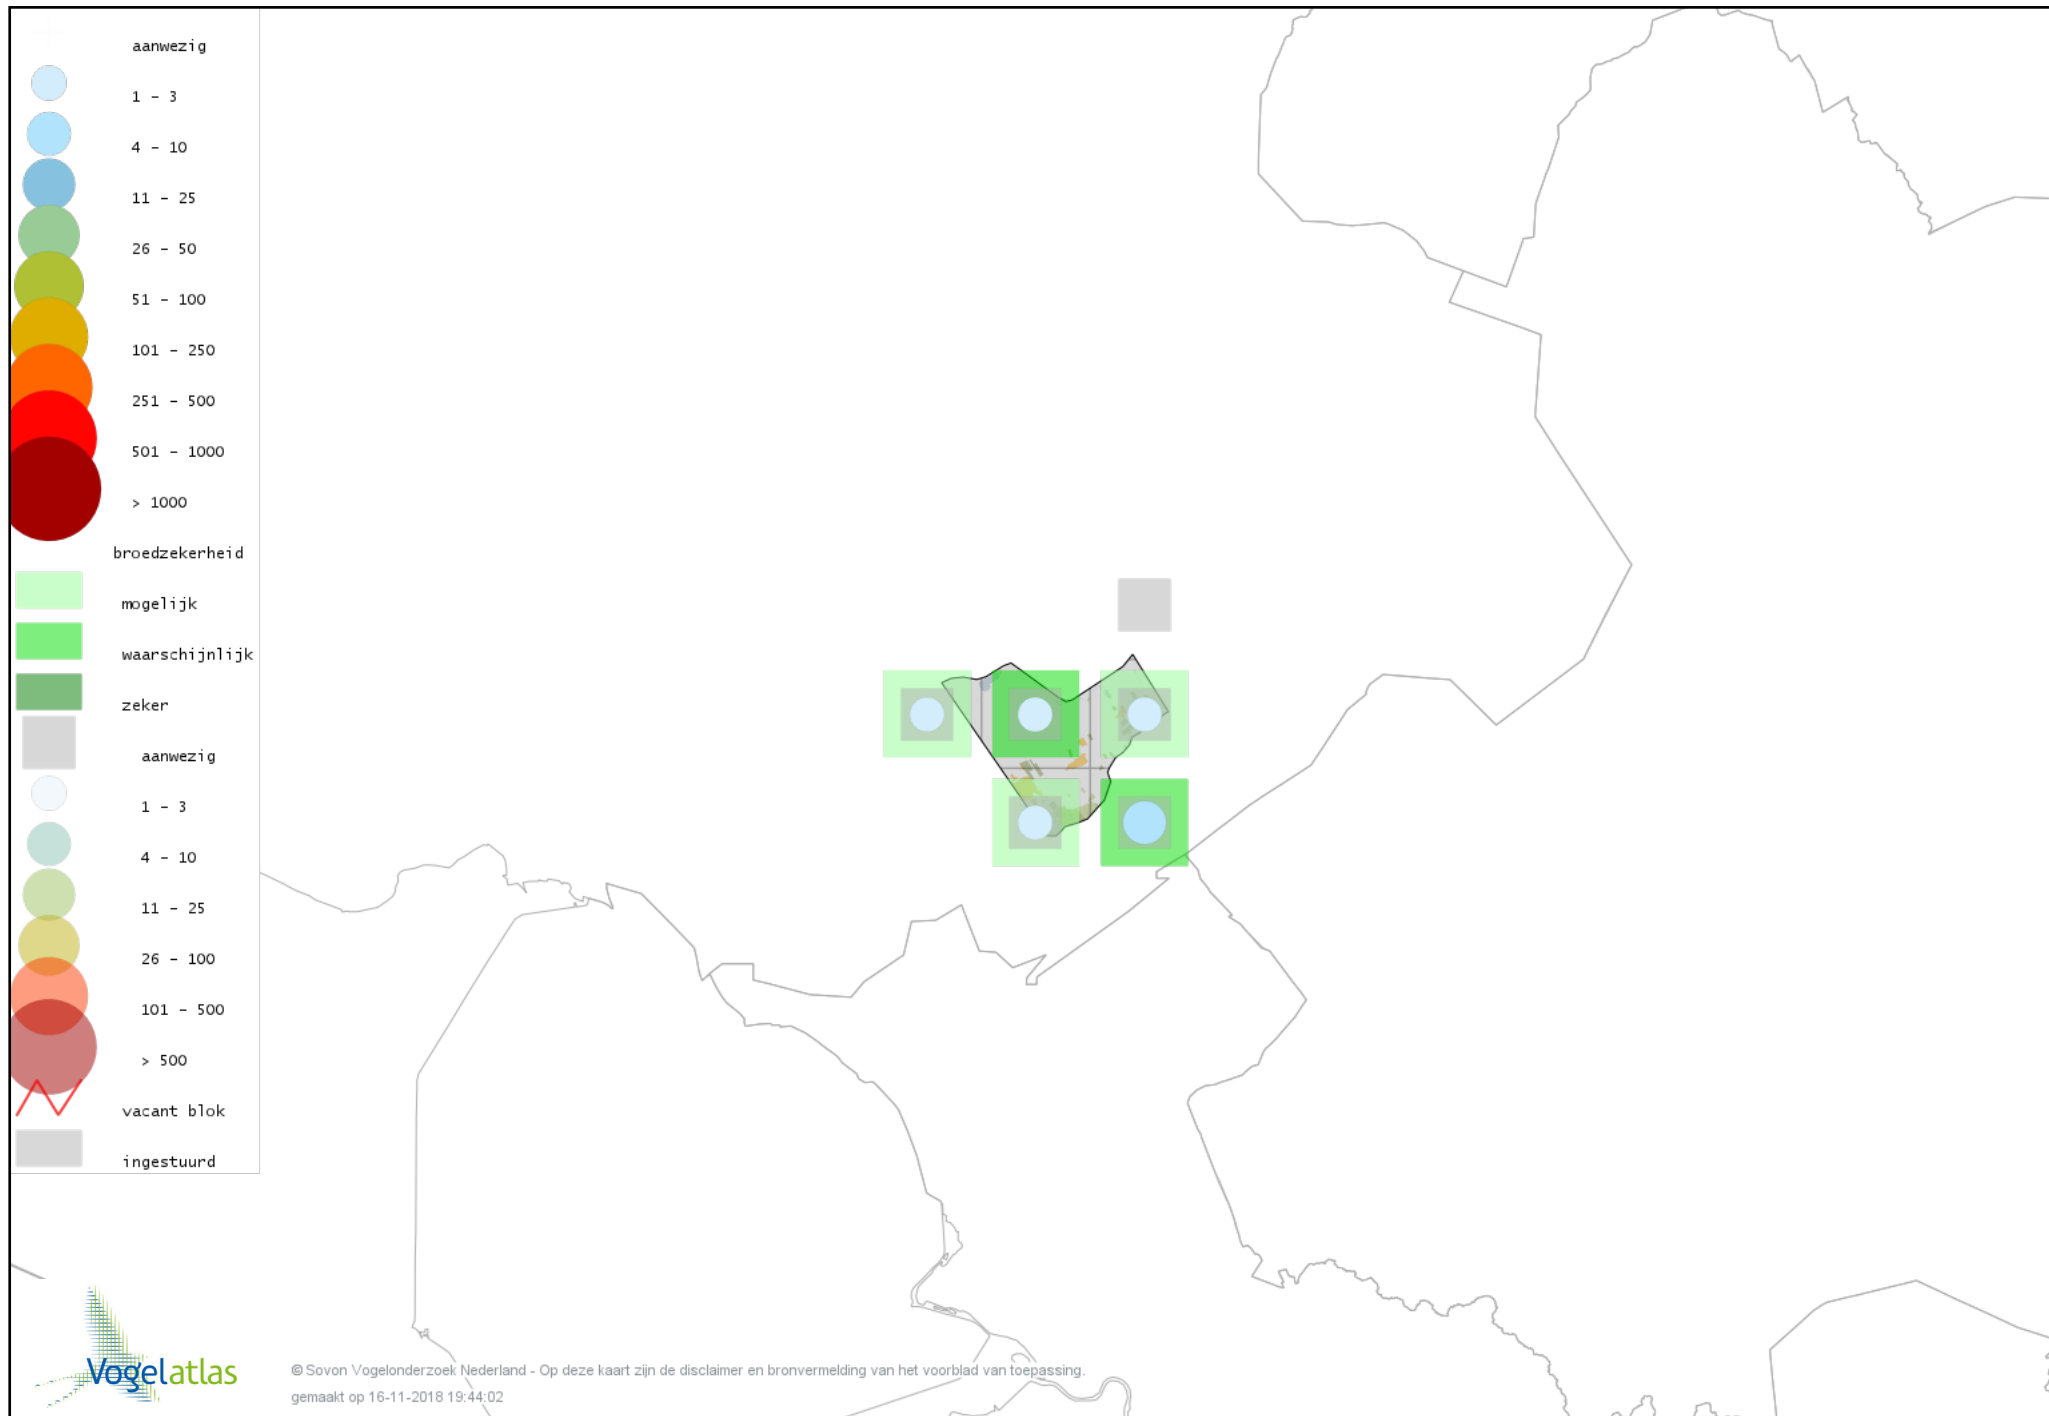 aanwezig
1 - 3
4 - 10
11 - 25
26 - 50
51 - 100
101 - 250
251 - 500
501 - 1000
> 1000
broedzekerheid
mogelijk
waarschijnlijk
zeker
aanwezig
1 - 3
4 - 10
11 - 25
26 - 100
101 - 500
> 500
vacant blok
ingestuurd
Vogelatlas
© Sovon Vogelonderzoek Nederland - Op deze kaart zijn de disclaimer en bronvermelding van het voorblad van toepassing.
gemaakt op 16-11-2018 19:44:02